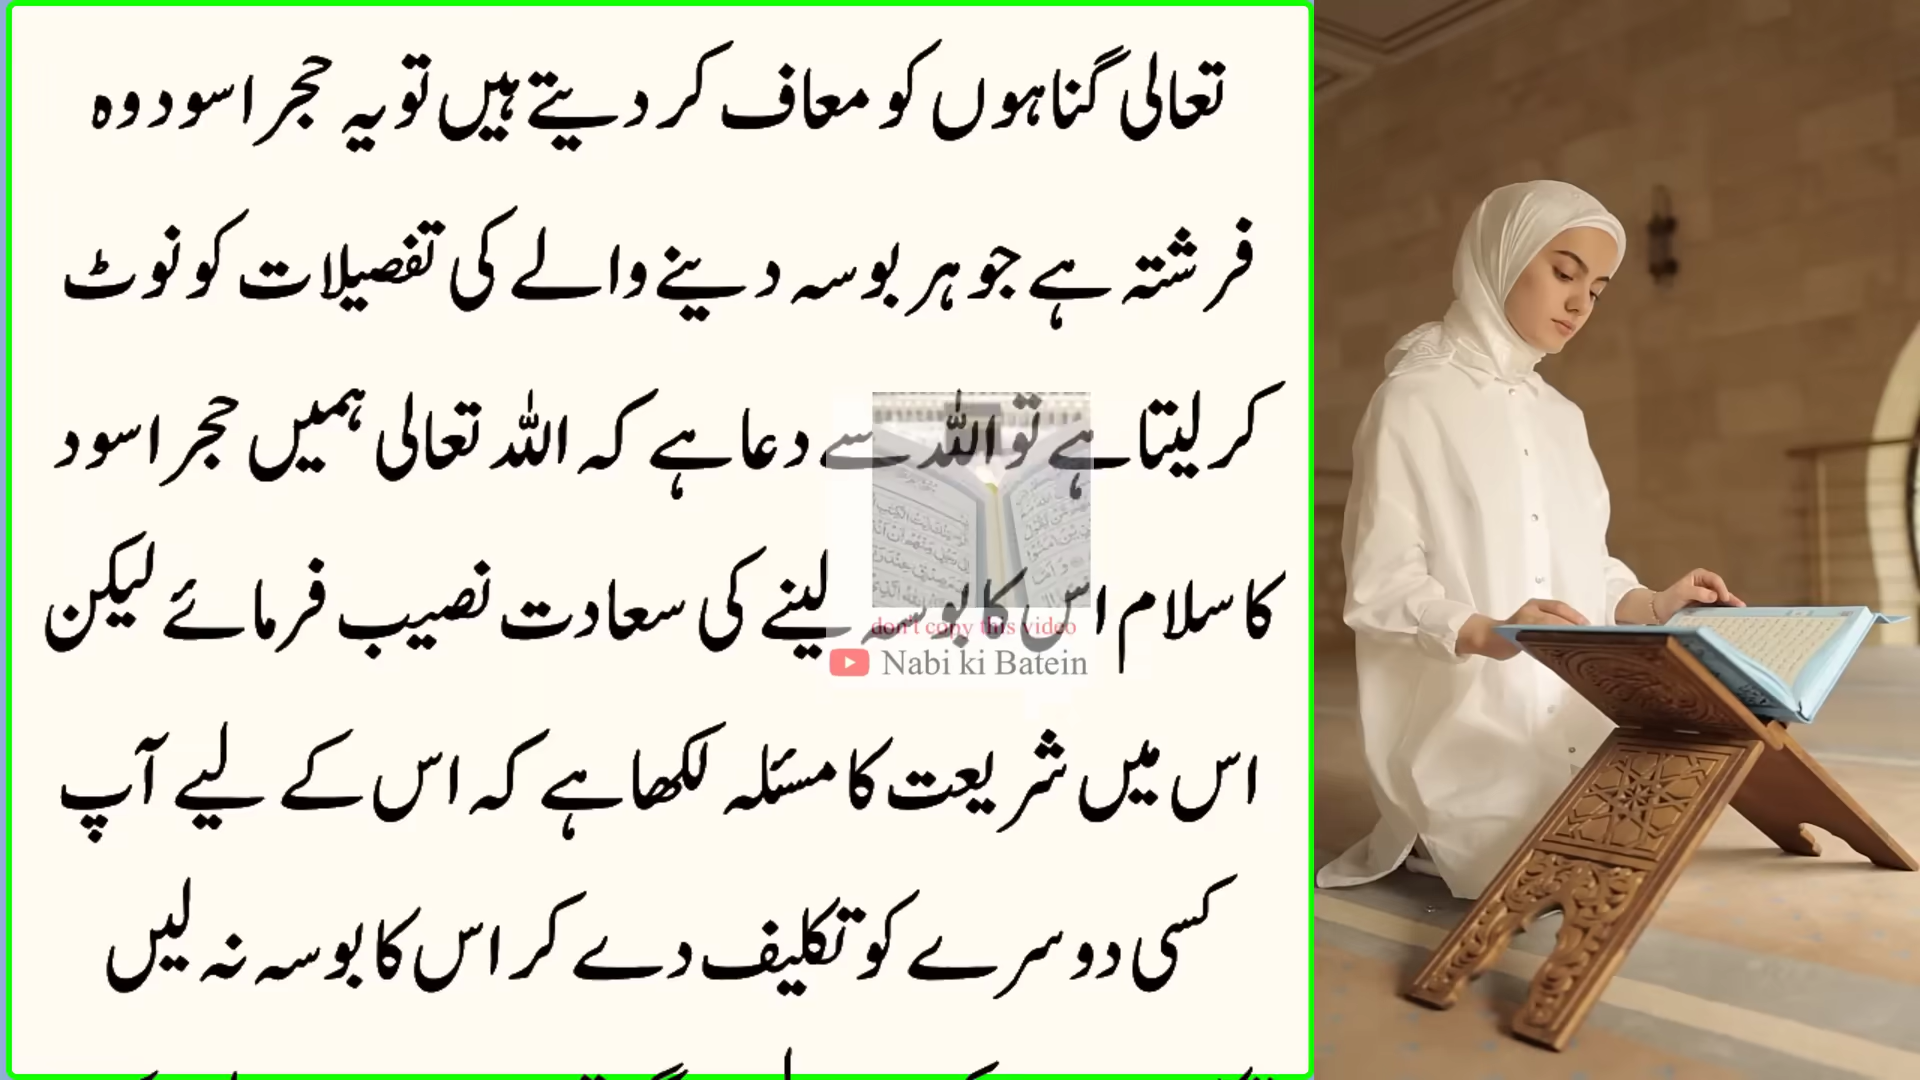 تعالی گناہوں کو معاف کر دیتے ہیں تو یہ حجر اسود وہ
فرشتہ ہے جو ہر بوسہ دینے والے کی تفصیلات کو نوٹ
کر لیتا ہے تو اللہ سے دعا ہے کہ اللہ تعالی ہمیں حجر اسود
کا سلام اس کا بوسہ لینے کی سعادت نصیب فرمائے لیکن
اس میں شریعت کا مسئلہ لکھا ہے کہ اس کے لیے آپ
کسی دوسرے کو تکلیف دے کر اس کا بوسہ نہ لیں
don't copy this video
Nabi ki Batein